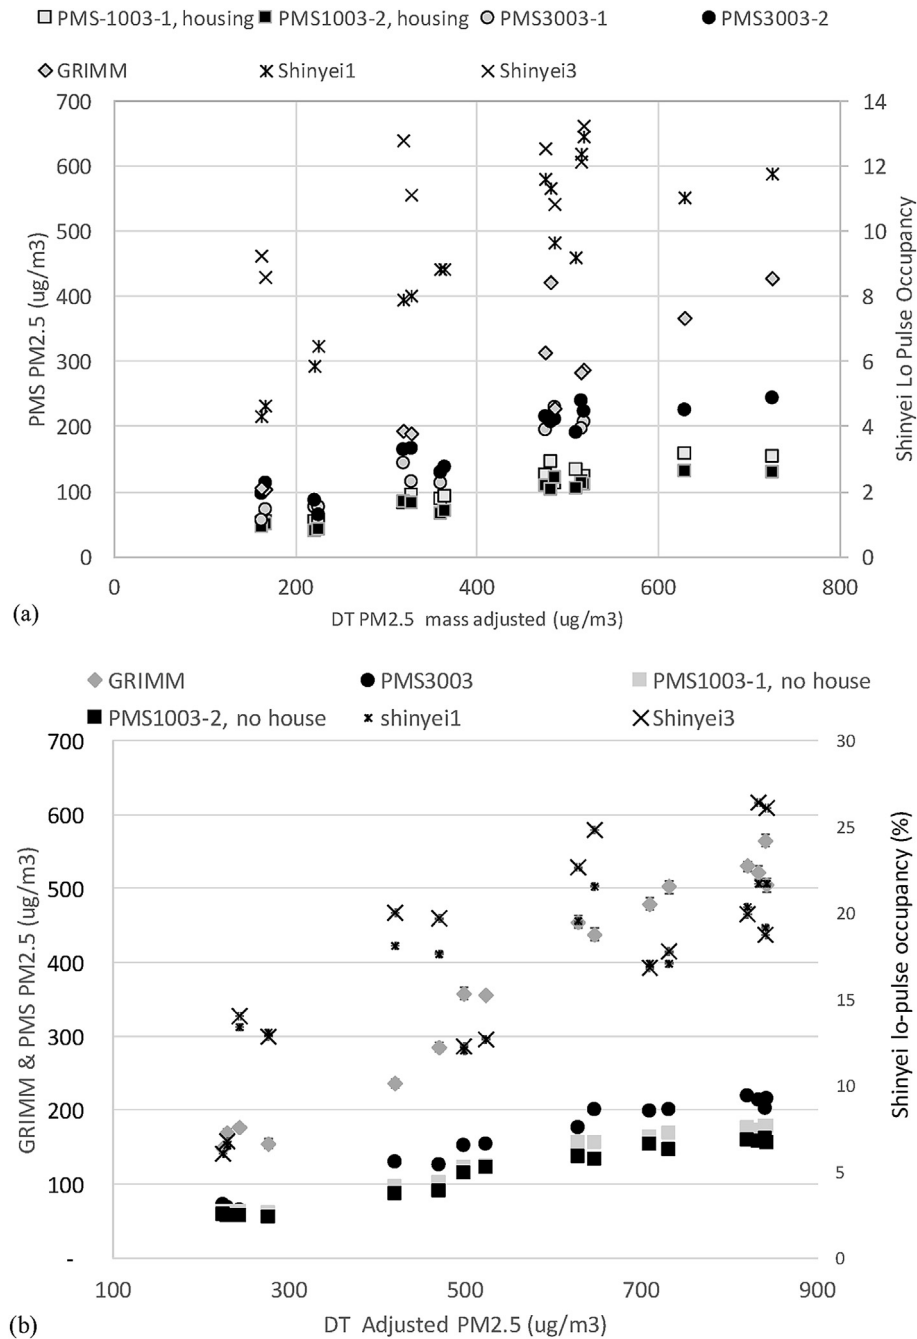 PMS-1003-1, housing PMS1003-2, housing PMS3003-1 PMS3003-2
GRIMM Shinyei1 Shinyei3
700 14
600 12
500 10
400 8
300 6
200 4
100 2
0 0
0 200 400 600 800
PMS PM2.5 (ug/m3)
Shinyei Lo Pulse Occupancy
DT PM2.5 mass adjusted (ug/m3)
(a)
GRIMM PMS3003 PMS1003-1, no house
PMS1003-2, no house shinyei1 Shinyei3
700 30
600 25
500 20
400 15
300 10
200 5
100 0
-
100 300 500 700 900
GRIMM & PMS PM2.5 (ug/m3)
Shinyei lo-pulse occupancy (%)
DT Adjusted PM2.5 (ug/m3)
(b)